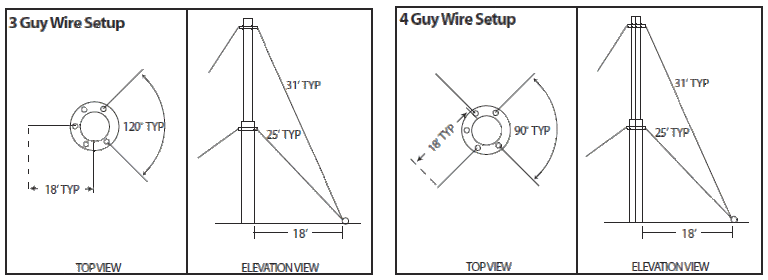 3 Guy Wire Setup
120° TYP
18' TYP
TOP VIEW
31' TYP
25' TYP
18'
ELEVATION VIEW
4 Guy Wire Setup
90° TYP
18' TYP
TOP VIEW
31' TYP
25' TYP
18'
ELEVATION VIEW